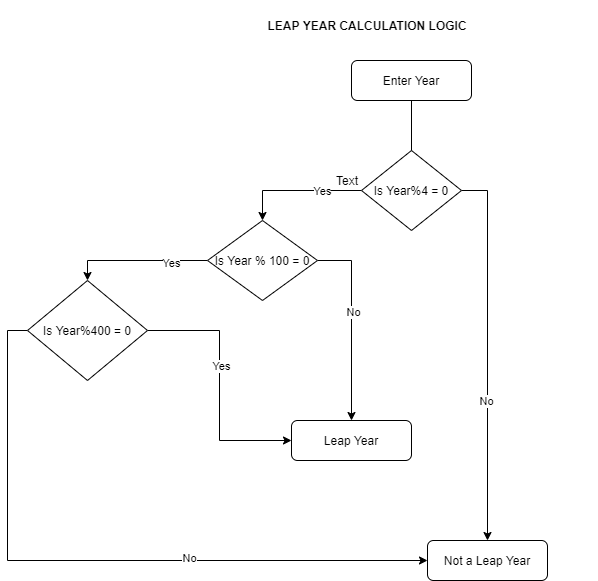 LEAP YEAR CALCULATION LOGIC
Enter Year
Text
Yes
Is Year%4 = 0
Yes
Is Year % 100 = 0
No
Is Year%400 = 0
Yes
No
Leap Year
No
Not a Leap Year